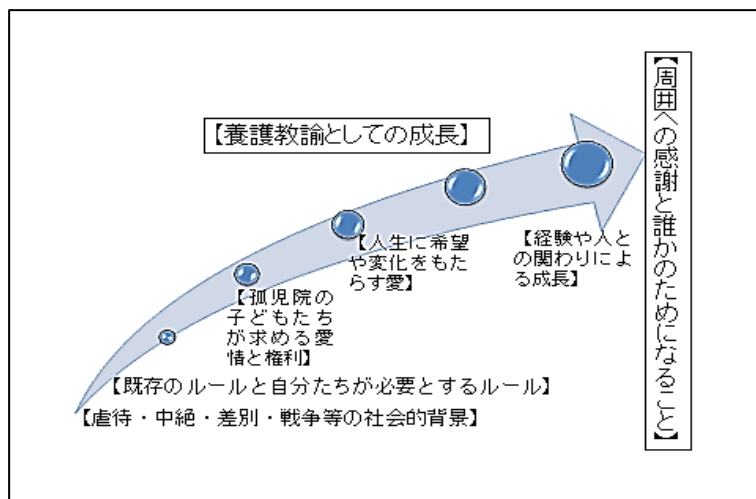 【養護教諭としての成長】
【周囲への感謝と誰かのためになること】
【人生に希望
や変化をもた
らす愛】
【経験や人と
の関わりによ
る成長】
【孤児院の
子どもたち
が求める愛
情と権利】
【既存のルールと自分たちが必要とするルール】
【虐待・中絶・差別・戦争等の社会的背景】